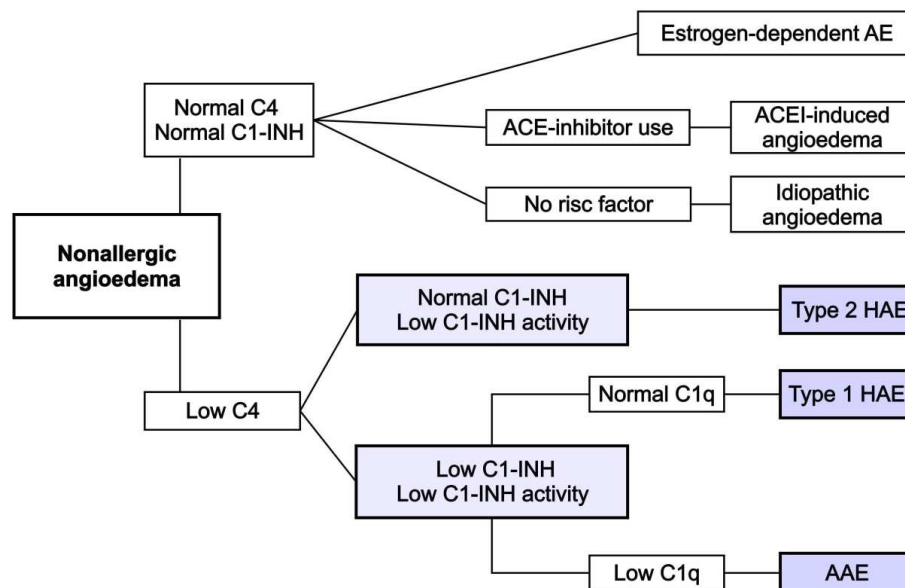 Estrogen-dependent AE
Normal C4
Normal C1-INH
ACE-inhibitor use
ACEI-induced
angioedema
No risc factor
Idiopathic
angioedema
Nonallergic
angioedema
Normal C1-INH
Low C1-INH activity
Type 2 HAE
Low C4
Normal C1q
Type 1 HAE
Low C1-INH
Low C1-INH activity
Low C1q
AAE